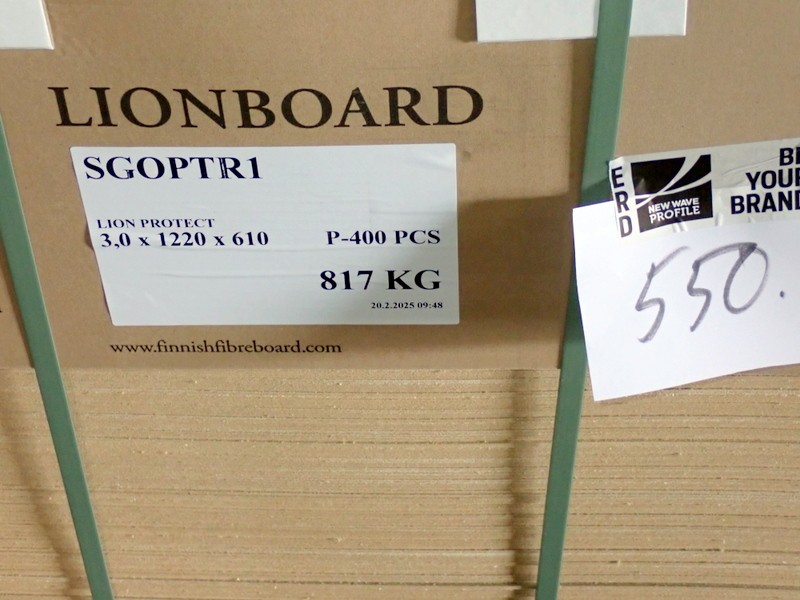 LIONBOARD
SGOPTR1
LION PROTECT
3,0 x 1220 x 610 P-400 PCS
817 KG
20.2.2025 09:48
www.finnishfibreboard.com
ERD
NEW WAVE
PROFILE
YOUR
BRAND
550.